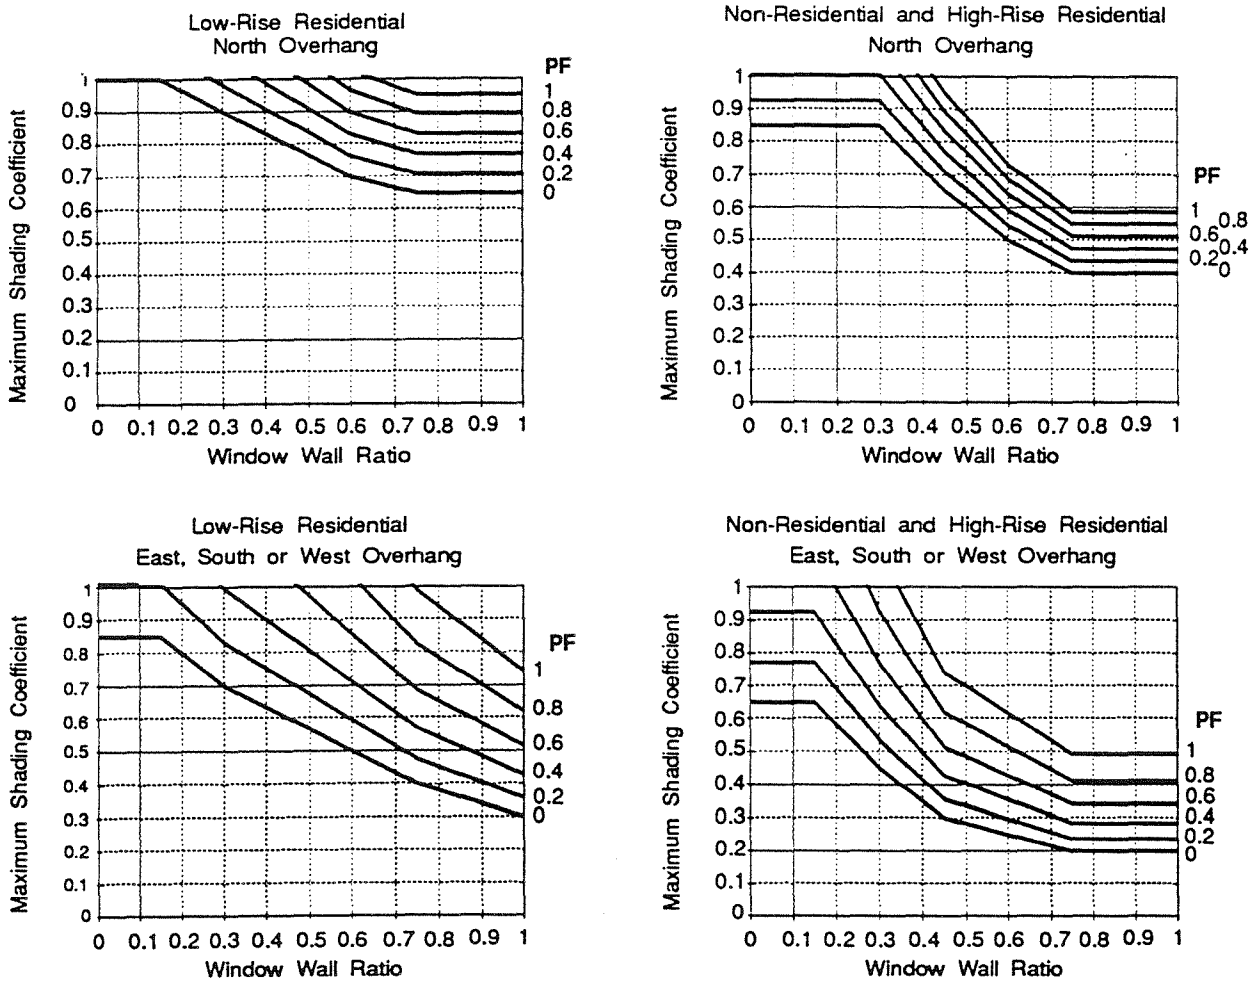 Low-Rise Residential
North Overhang
PF
1
0.9
0.8
0.7
0.6
0.5
0.4
0.3
0.2
0.1
0
1
0.8
0.6
0.4
0.2
0
0 0.1 0.2 0.3 0.4 0.5 0.6 0.7 0.8 0.9 1
Maximum Shading Coefficient
Window Wall Ratio
Non-Residential and High-Rise Residential
North Overhang
PF
1
0.9
0.8
0.7
0.6
0.5
0.4
0.3
0.2
0.1
0
1
0.8
0.6
0.4
0.2
0
0 0.1 0.2 0.3 0.4 0.5 0.6 0.7 0.8 0.9 1
Maximum Shading Coefficient
Window Wall Ratio
Low-Rise Residential
East, South or West Overhang
PF
1
0.9
0.8
0.7
0.6
0.5
0.4
0.3
0.2
0.1
0
1
0.8
0.6
0.4
0.2
0
0 0.1 0.2 0.3 0.4 0.5 0.6 0.7 0.8 0.9 1
Maximum Shading Coefficient
Window Wall Ratio
Non-Residential and High-Rise Residential
East, South or West Overhang
PF
1
0.9
0.8
0.7
0.6
0.5
0.4
0.3
0.2
0.1
0
1
0.8
0.6
0.4
0.2
0
0 0.1 0.2 0.3 0.4 0.5 0.6 0.7 0.8 0.9 1
Maximum Shading Coefficient
Window Wall Ratio